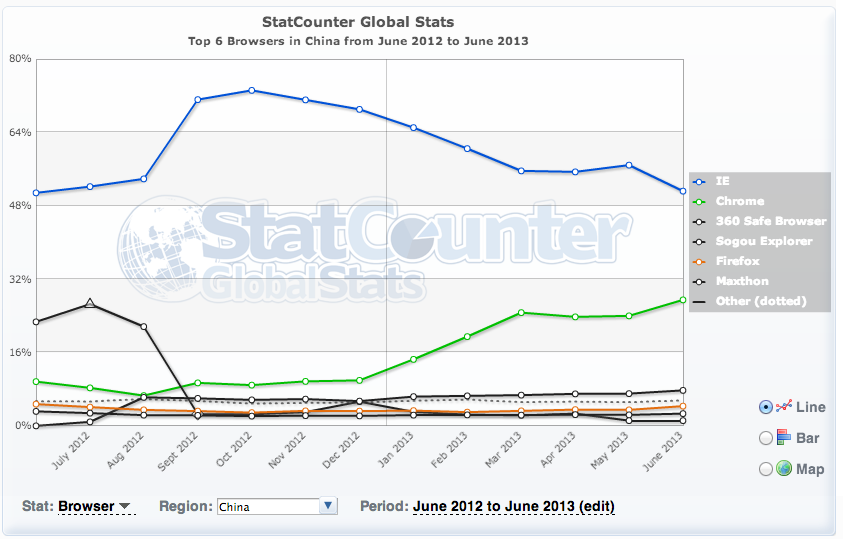 StatCounter Global Stats
Top 6 Browsers in China from June 2012 to June 2013
80%
64%
48%
32%
16%
0%
StatCounter
GlobalStats
IE
Chrome
360 Safe Browser
Sogou Explorer
Firefox
Maxthon
Other (dotted)
July 2012
Aug 2012
Sept 2012
Oct 2012
Nov 2012
Dec 2012
Jan 2013
Feb 2013
Mar 2013
Apr 2013
May 2013
June 2013
Line
Bar
Map
Stat: Browser Region: China Period: June 2012 to June 2013 (edit)